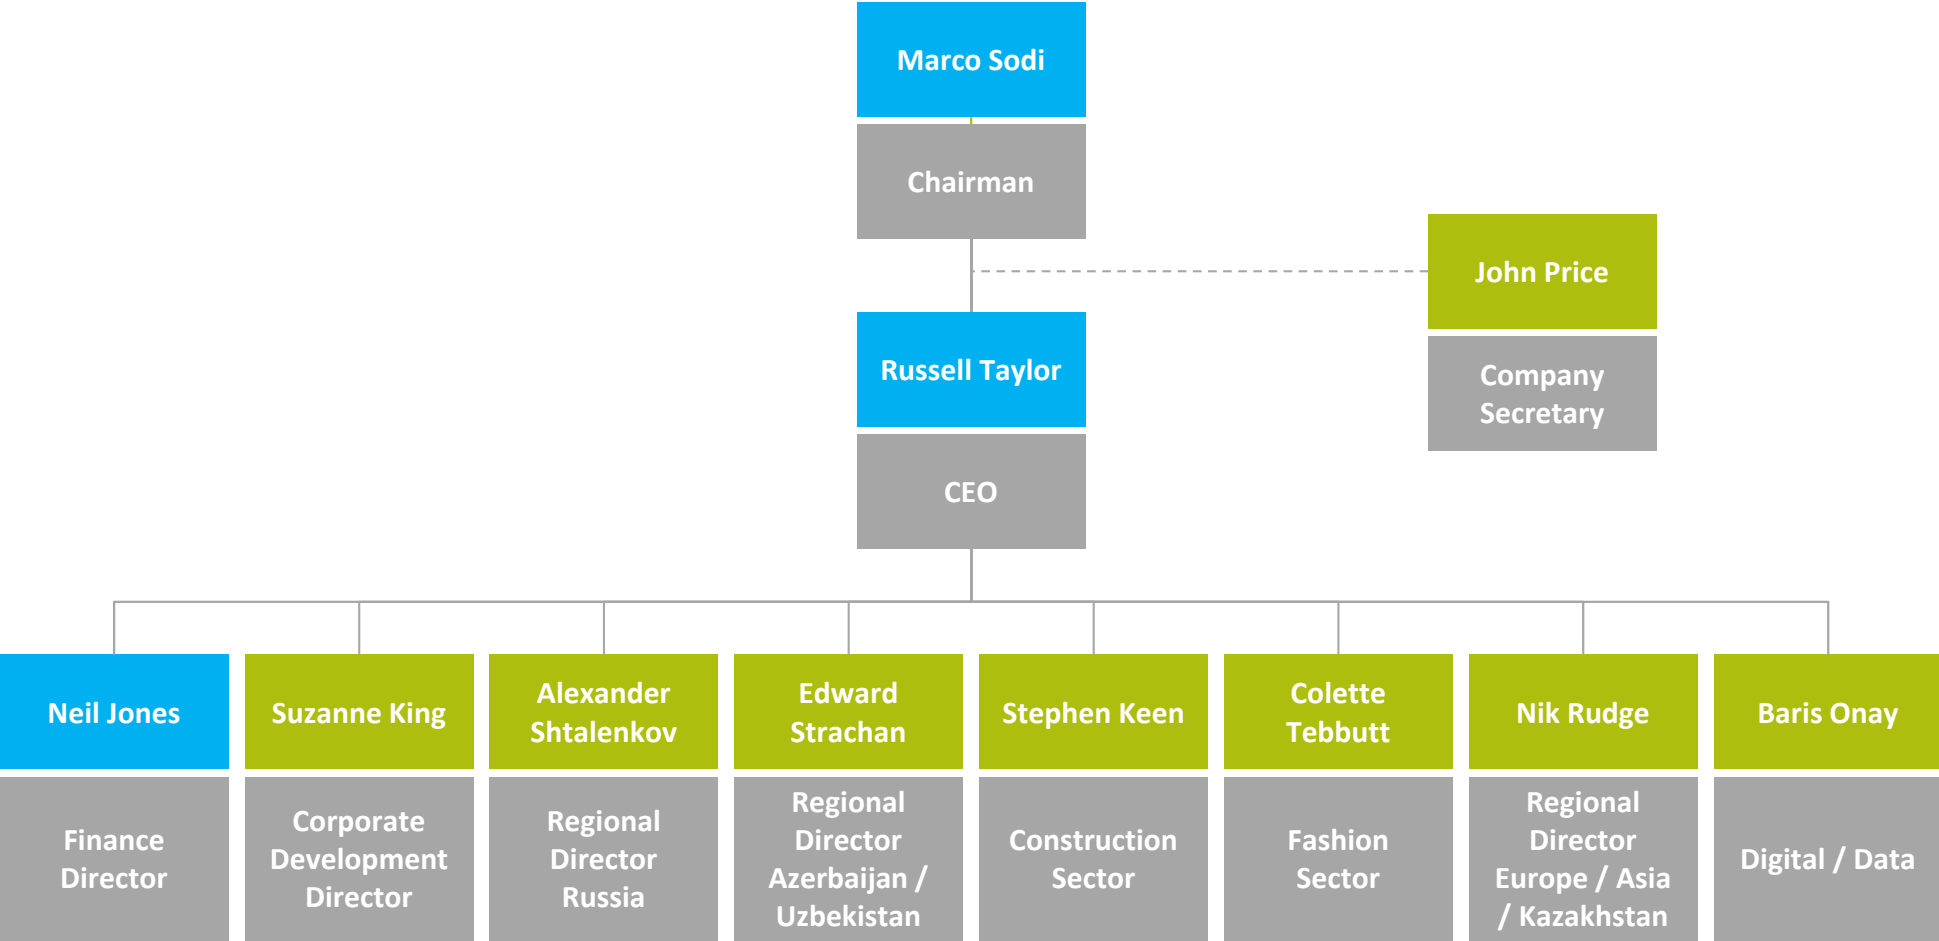 Marco Sodi
Chairman
John Price
Company
Secretary
Russell Taylor
CEO
Neil Jones
Finance
Director
Suzanne King
Corporate
Development
Director
Alexander
Shtalenkov
Regional
Director
Russia
Edward
Strachan
Regional
Director
Azerbaijan /
Uzbekistan
Stephen Keen
Construction
Sector
Colette
Tebbutt
Fashion
Sector
Nik Rudge
Regional
Director
Europe / Asia
/ Kazakhstan
Baris Onay
Digital / Data